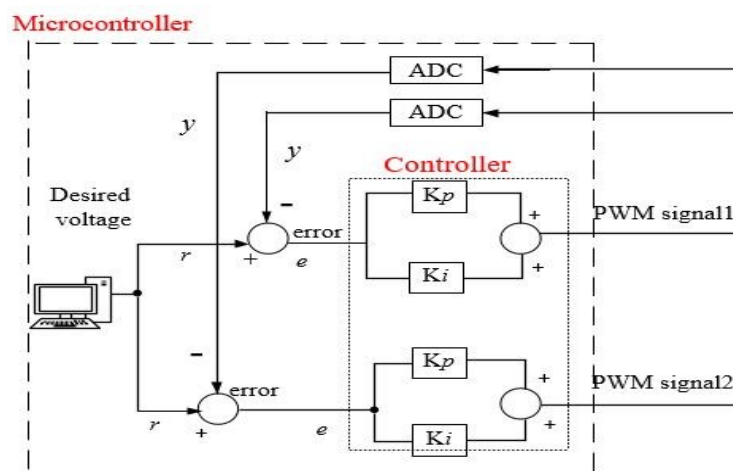 Microcontroller
ADC
ADC
y
y
Controller
Desired
voltage
Kp
-
error
+
PWM signal1
r
+
e
+
Ki
-
Kp
error
+
PWM signal2
r
+
e
+
Ki